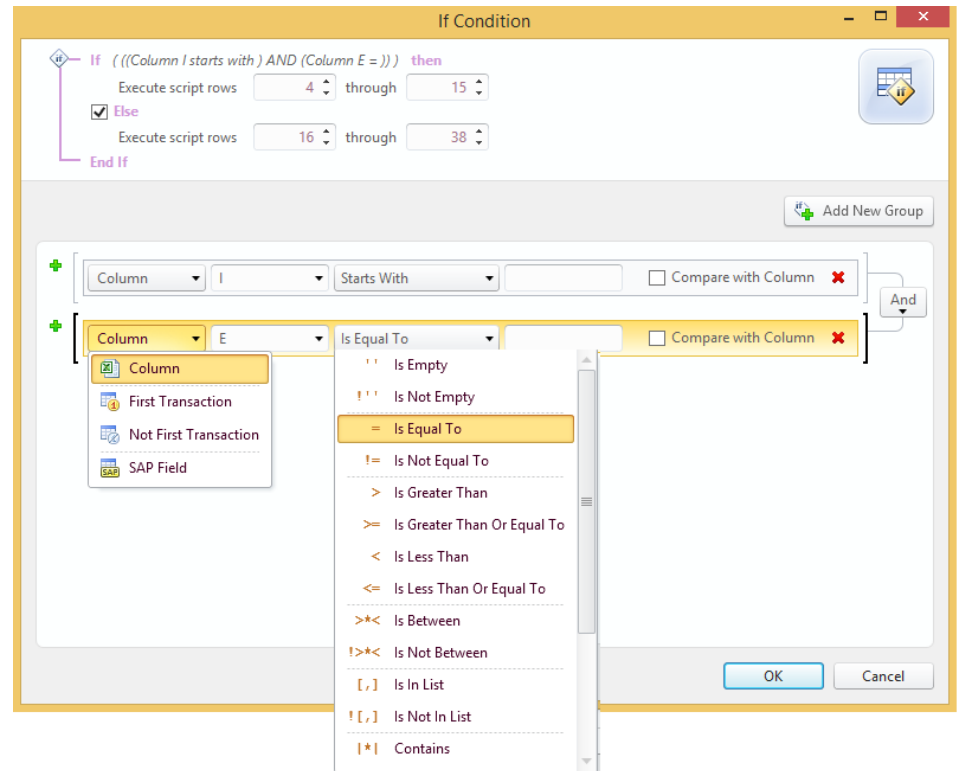 If Condition
If ( ((Column I starts with ) AND (Column E = )) ) then
Execute script rows 4 through 15
Else
Execute script rows 16 through 38
End If
if
if
Add New Group
Column I Starts With Compare with Column
And
Column E Is Equal To Compare with Column
Column
First Transaction
Not First Transaction
SAP Field
' ' Is Empty
! ' ' Is Not Empty
= Is Equal To
!= Is Not Equal To
> Is Greater Than
>= Is Greater Than Or Equal To
< Is Less Than
<= Is Less Than Or Equal To
>*< Is Between
!>*< Is Not Between
[,] Is In List
![,] Is Not In List
|*| Contains
OK Cancel